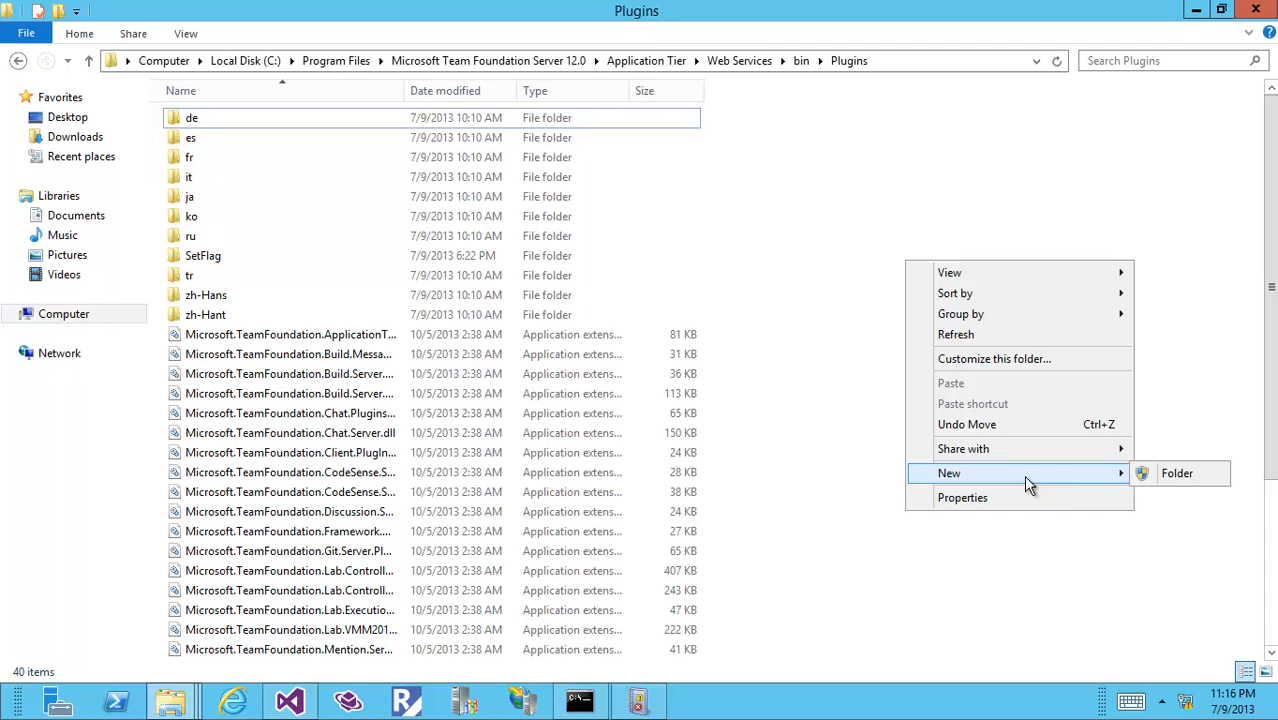 Plugins
File Home Share View
Computer Local Disk (C:) Program Files Microsoft Team Foundation Server 12.0 Application Tier Web Services bin Plugins
Search Plugins
Name Date modified Type Size
Favorites
Desktop
Downloads
Recent places
Libraries
Documents
Music
Pictures
Videos
Computer
Network
de 7/9/2013 10:10 AM File folder
es 7/9/2013 10:10 AM File folder
fr 7/9/2013 10:10 AM File folder
it 7/9/2013 10:10 AM File folder
ja 7/9/2013 10:10 AM File folder
ko 7/9/2013 10:10 AM File folder
ru 7/9/2013 10:10 AM File folder
SetFlag 7/9/2013 6:22 PM File folder
tr 7/9/2013 10:10 AM File folder
zh-Hans 7/9/2013 10:10 AM File folder
zh-Hant 7/9/2013 10:10 AM File folder
Microsoft.TeamFoundation.ApplicationT... 10/5/2013 2:38 AM Application extens... 81 KB
Microsoft.TeamFoundation.Build.Messa... 10/5/2013 2:38 AM Application extens... 31 KB
Microsoft.TeamFoundation.Build.Server... 10/5/2013 2:38 AM Application extens... 36 KB
Microsoft.TeamFoundation.Build.Server... 10/5/2013 2:38 AM Application extens... 113 KB
Microsoft.TeamFoundation.Chat.Plugins... 10/5/2013 2:38 AM Application extens... 65 KB
Microsoft.TeamFoundation.Chat.Server.dll 10/5/2013 2:38 AM Application extens... 150 KB
Microsoft.TeamFoundation.Client.Plugin... 10/5/2013 2:38 AM Application extens... 24 KB
Microsoft.TeamFoundation.CodeSense.S... 10/5/2013 2:38 AM Application extens... 28 KB
Microsoft.TeamFoundation.CodeSense.S... 10/5/2013 2:38 AM Application extens... 38 KB
Microsoft.TeamFoundation.Discussion.S... 10/5/2013 2:38 AM Application extens... 24 KB
Microsoft.TeamFoundation.Framework.... 10/5/2013 2:38 AM Application extens... 27 KB
Microsoft.TeamFoundation.Git.Server.Pl... 10/5/2013 2:38 AM Application extens... 65 KB
Microsoft.TeamFoundation.Lab.Controll... 10/5/2013 2:38 AM Application extens... 407 KB
Microsoft.TeamFoundation.Lab.Controll... 10/5/2013 2:38 AM Application extens... 243 KB
Microsoft.TeamFoundation.Lab.Executio... 10/5/2013 2:38 AM Application extens... 47 KB
Microsoft.TeamFoundation.Lab.VMM201... 10/5/2013 2:38 AM Application extens... 222 KB
Microsoft.TeamFoundation.Mention.Ser... 10/5/2013 2:38 AM Application extens... 41 KB
View
Sort by
Group by
Refresh
Customize this folder...
Paste
Paste shortcut
Undo Move Ctrl+Z
Share with
New
Folder
Properties
40 items
11:16 PM
7/9/2013